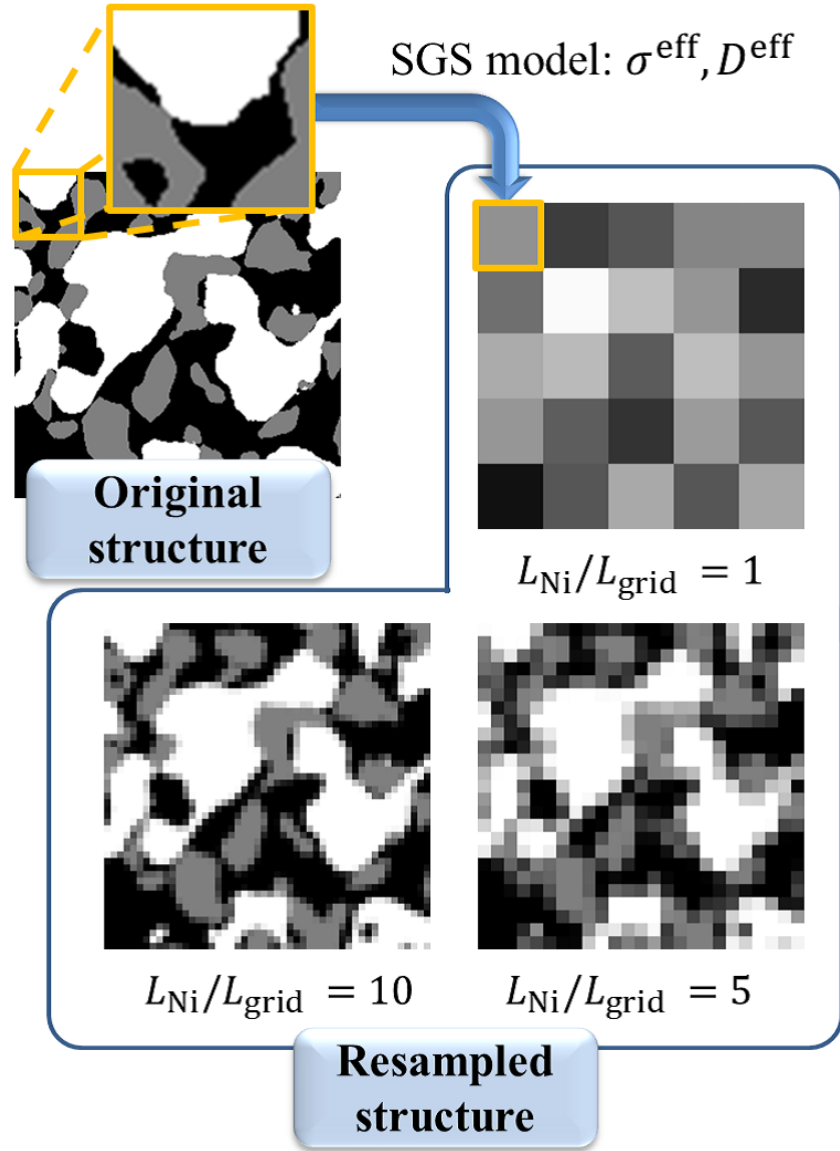 SGS model: σ^eff, D^eff
Original
structure
L_Ni/L_grid = 1
L_Ni/L_grid = 10
L_Ni/L_grid = 5
Resampled
structure